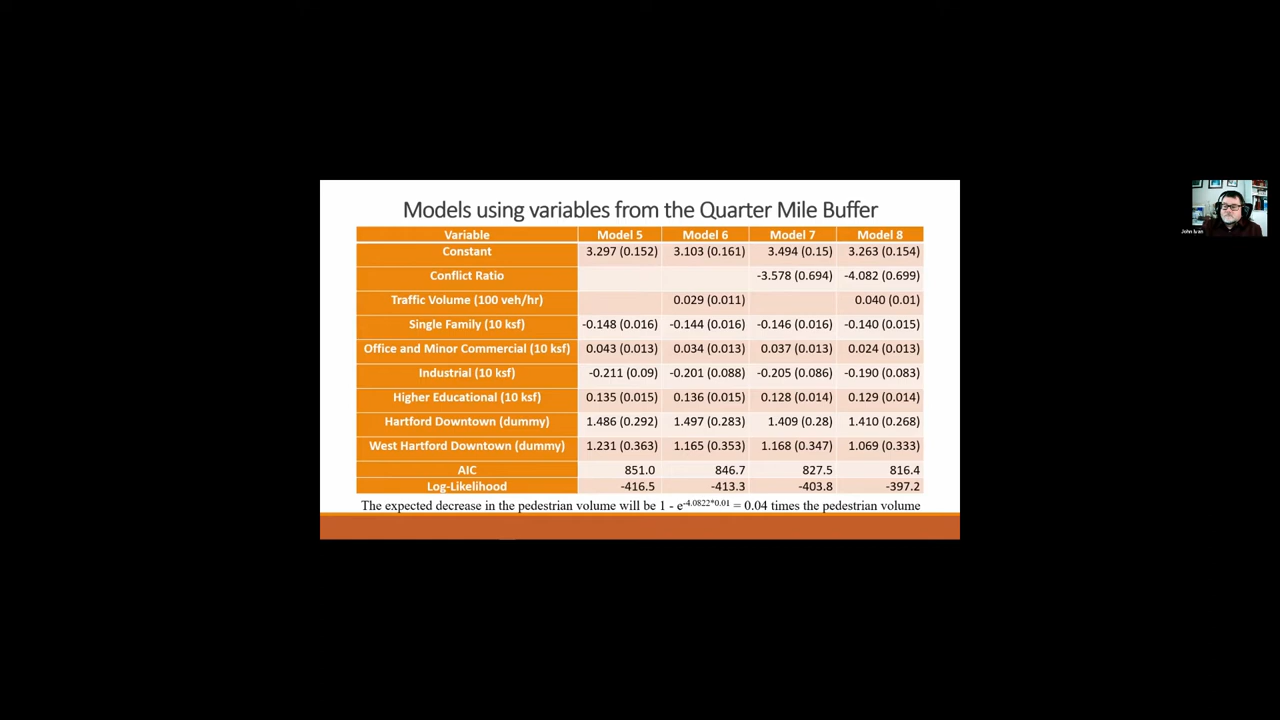 Models using variables from the Quarter Mile Buffer
Variable Model 5 Model 6 Model 7 Model 8
Constant 3.297 (0.152) 3.103 (0.161) 3.494 (0.15) 3.263 (0.154)
Conflict Ratio -3.578 (0.694) -4.082 (0.699)
Traffic Volume (100 veh/hr) 0.029 (0.011) 0.040 (0.01)
Single Family (10 ksf) -0.148 (0.016) -0.144 (0.016) -0.146 (0.016) -0.140 (0.015)
Office and Minor Commercial (10 ksf) 0.043 (0.013) 0.034 (0.013) 0.037 (0.013) 0.024 (0.013)
Industrial (10 ksf) -0.211 (0.09) -0.201 (0.088) -0.205 (0.086) -0.190 (0.083)
Higher Educational (10 ksf) 0.135 (0.015) 0.136 (0.015) 0.128 (0.014) 0.129 (0.014)
Hartford Downtown (dummy) 1.486 (0.292) 1.497 (0.283) 1.409 (0.28) 1.410 (0.268)
West Hartford Downtown (dummy) 1.231 (0.363) 1.165 (0.353) 1.168 (0.347) 1.069 (0.333)
AIC 851.0 846.7 827.5 816.4
Log-Likelihood -416.5 -413.3 -403.8 -397.2
The expected decrease in the pedestrian volume will be 1 - e-4.0822*0.01 = 0.04 times the pedestrian volume
John Ivan